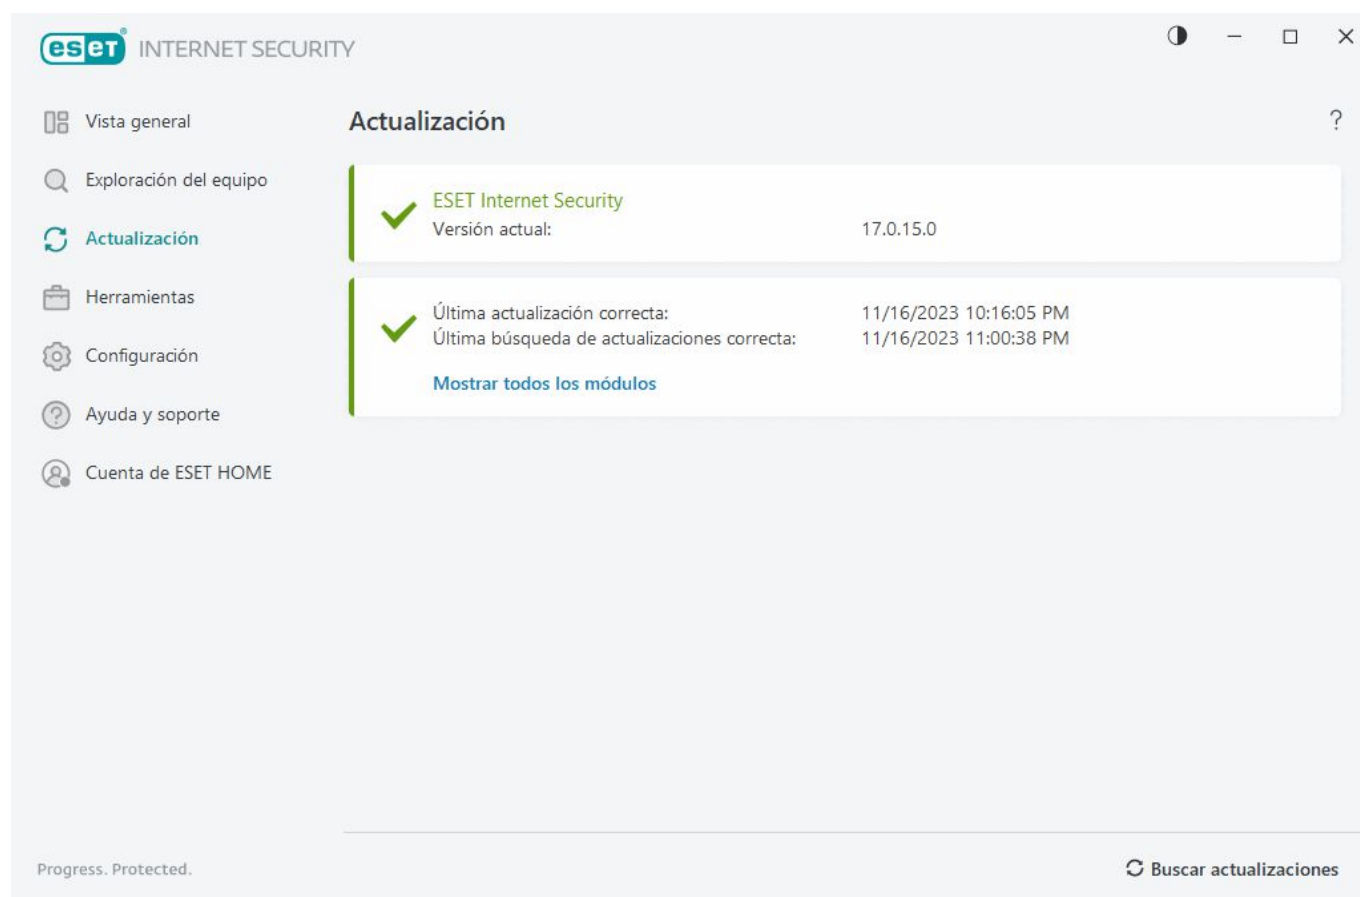 eseT® INTERNET SECURITY
Vista general
Exploración del equipo
Actualización
Herramientas
Configuración
Ayuda y soporte
Cuenta de ESET HOME
Actualización
?
ESET Internet Security
Versión actual: 17.0.15.0
Última actualización correcta: 11/16/2023 10:16:05 PM
Última búsqueda de actualizaciones correcta: 11/16/2023 11:00:38 PM
Mostrar todos los módulos
Progress. Protected.
Buscar actualizaciones